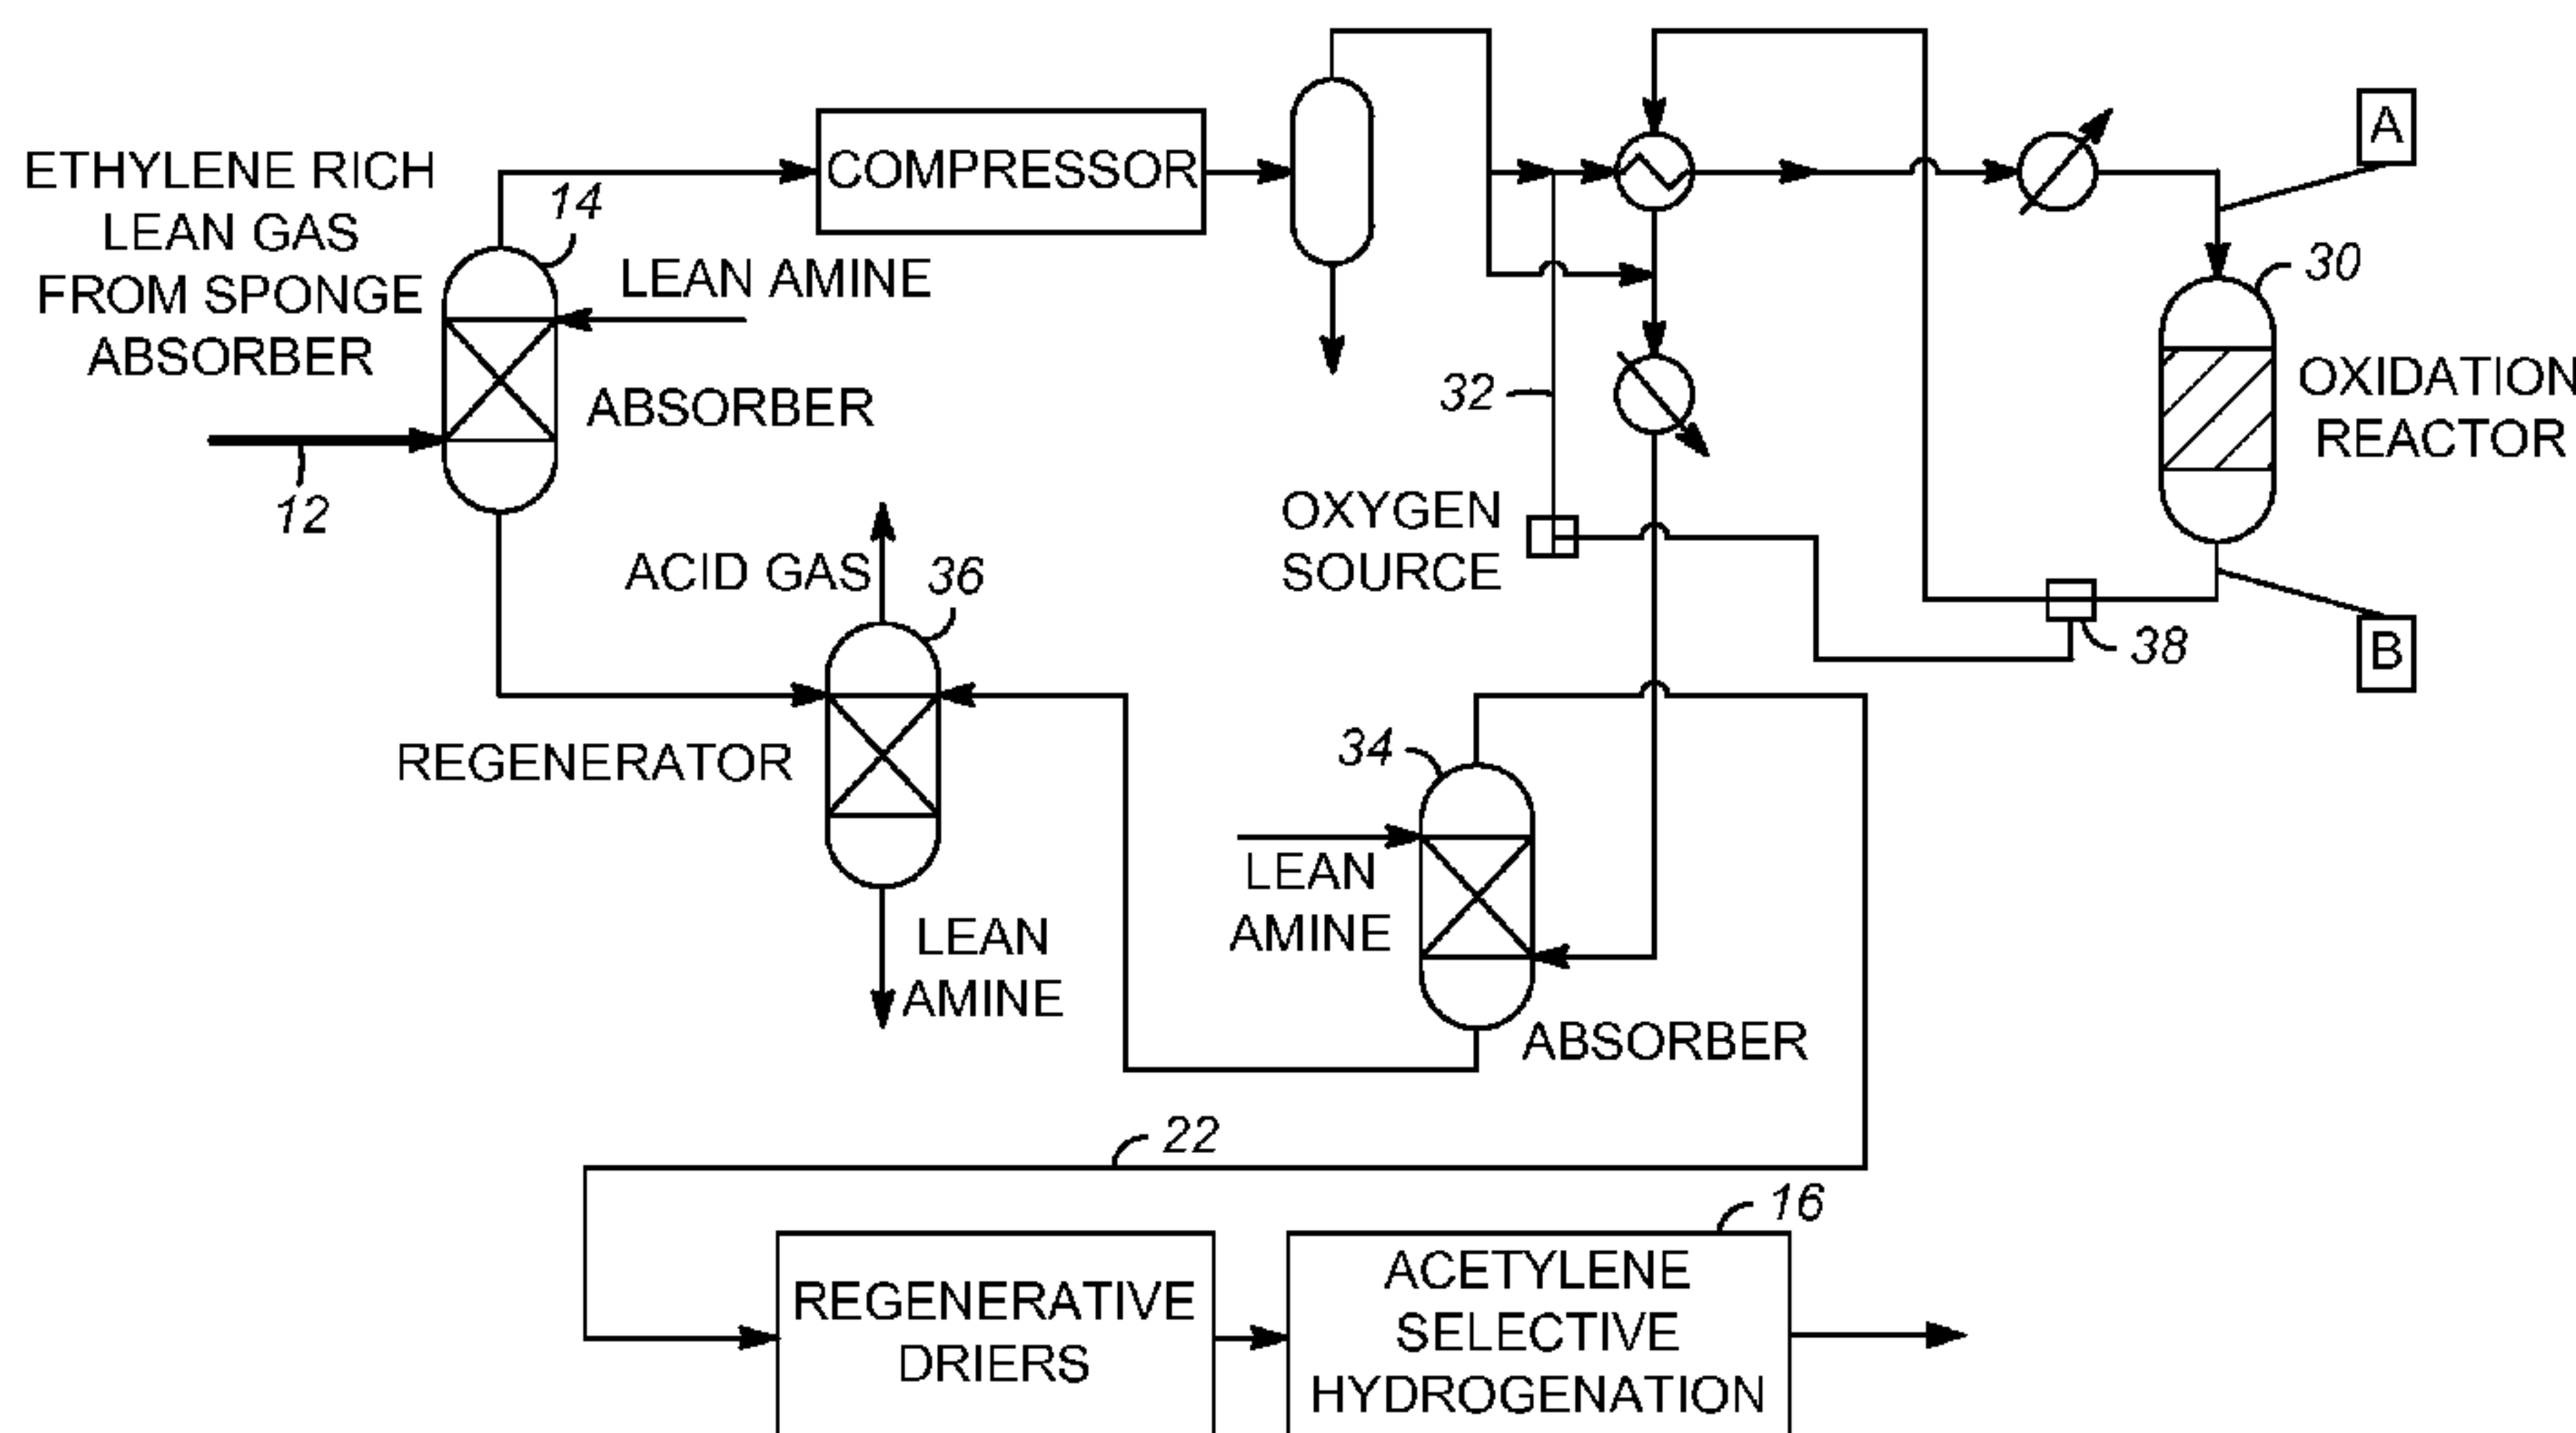 ETHYLENE RICH
LEAN GAS
FROM SPONGE
ABSORBER
14
COMPRESSOR
LEAN AMINE
ABSORBER
12
A
30
OXIDATION
REACTOR
32
OXYGEN
SOURCE
ACID GAS
36
38
B
REGENERATOR
34
LEAN
AMINE
LEAN
AMINE
ABSORBER
22
16
REGENERATIVE
DRIERS
ACETYLENE
SELECTIVE
HYDROGENATION